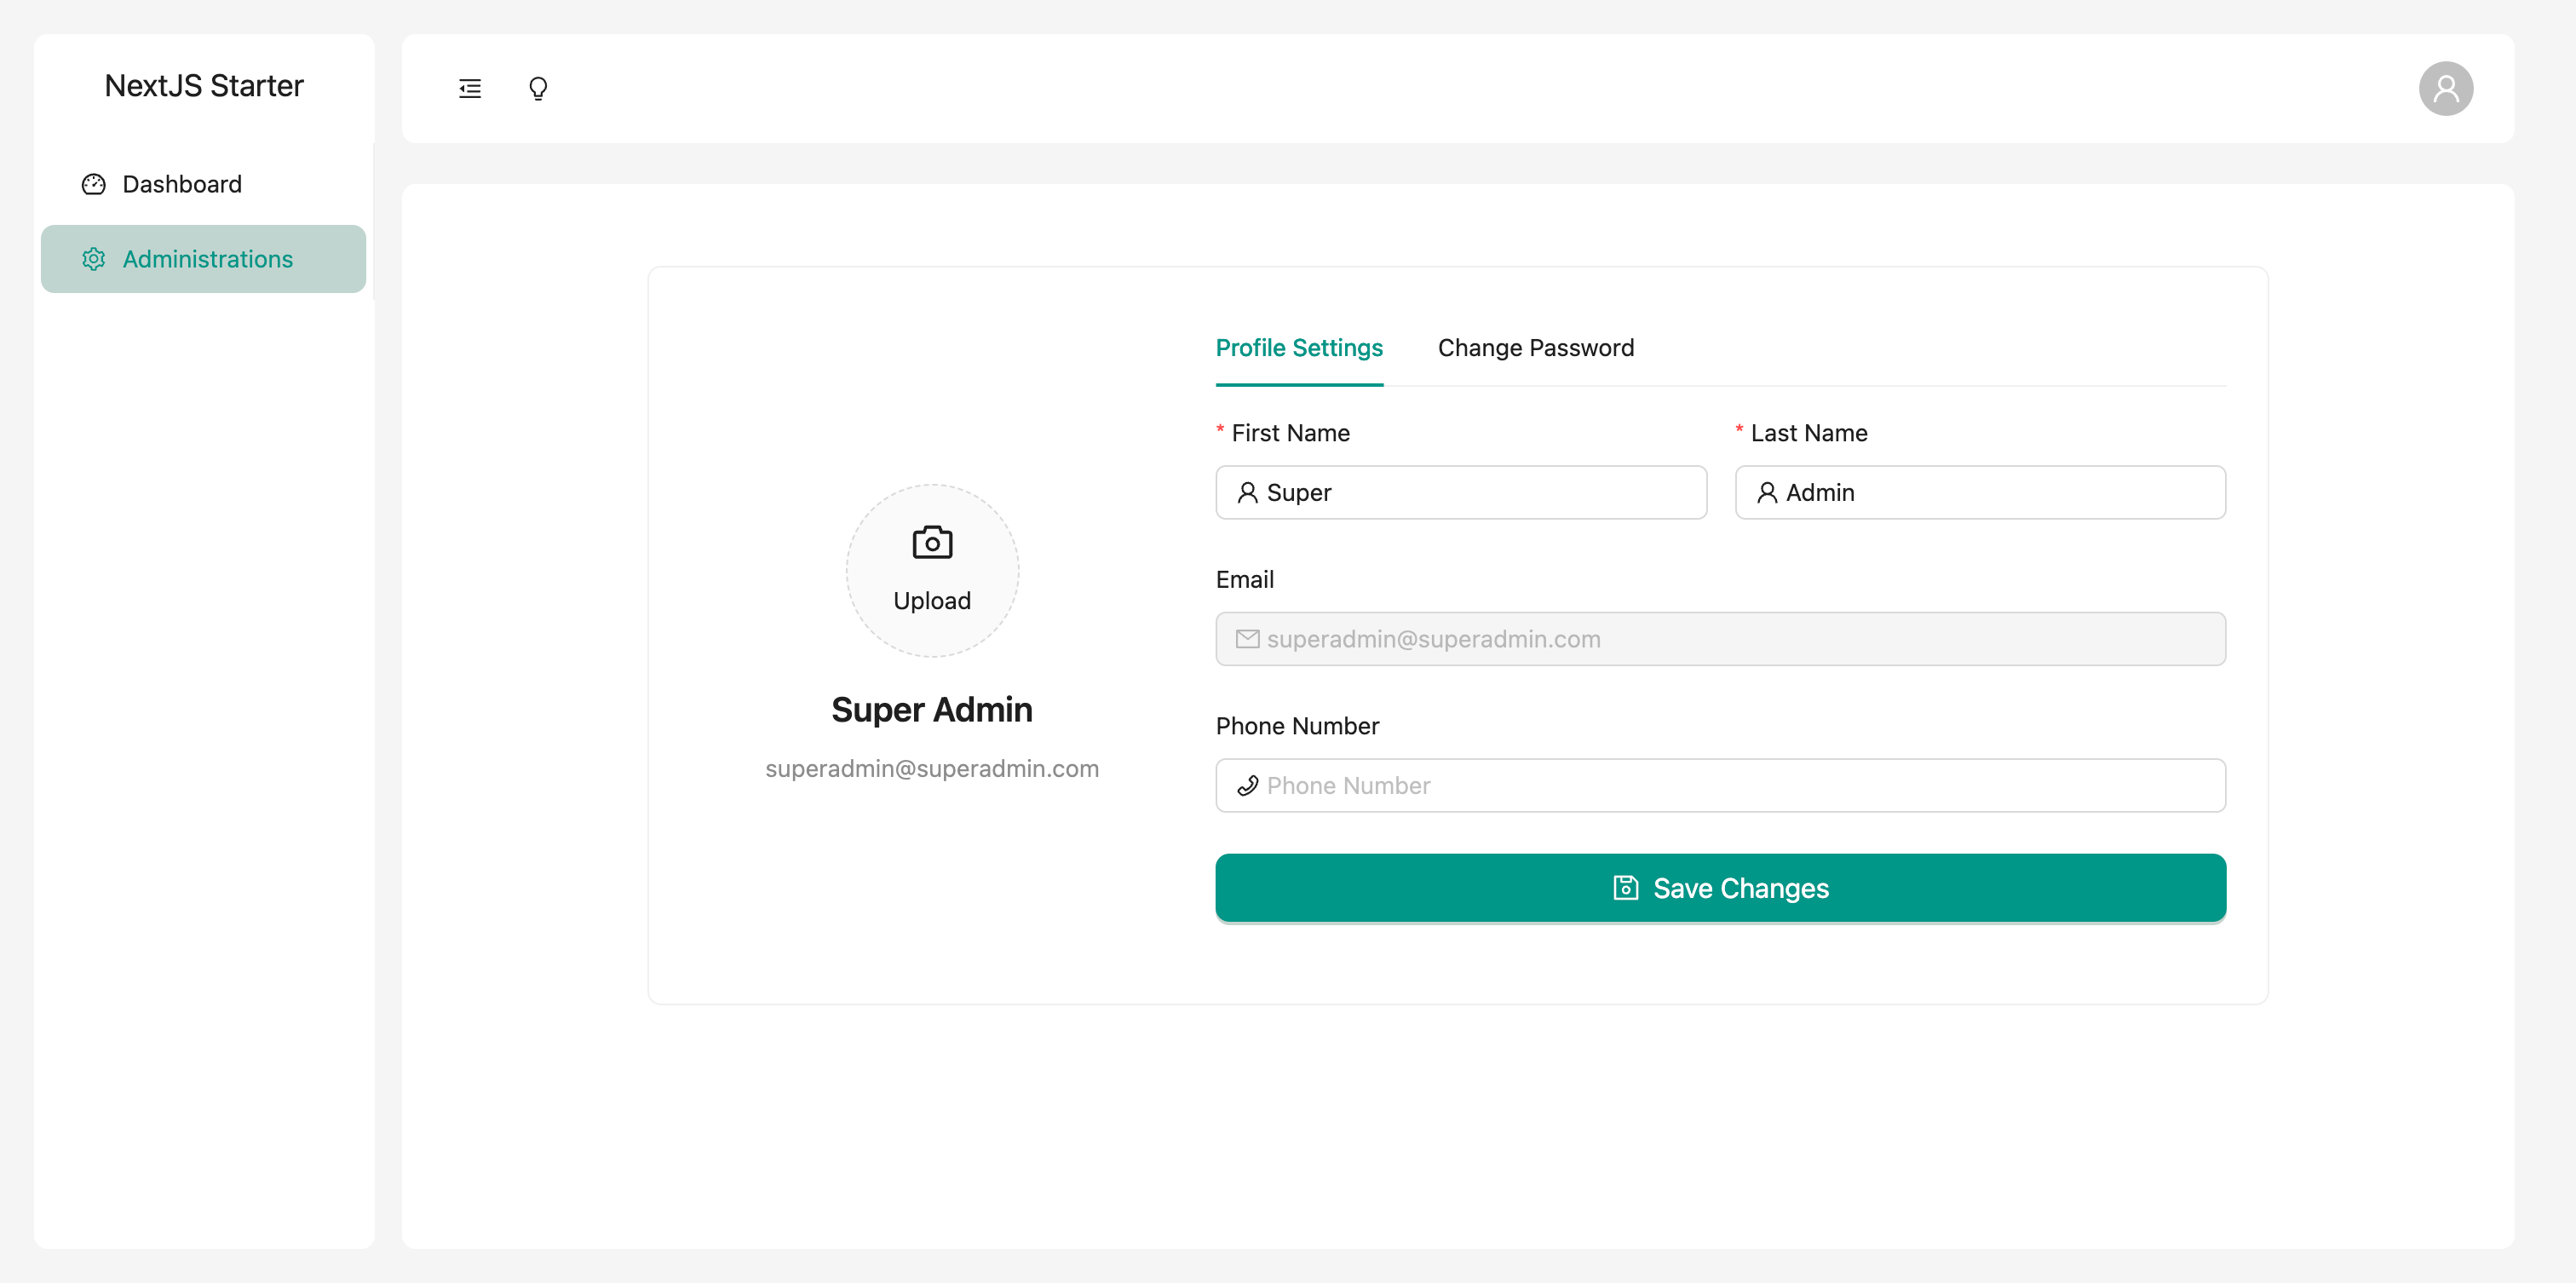 NextJS Starter
Dashboard
Administrations
Upload
Super Admin
superadmin@superadmin.com
Profile Settings
Change Password
* First Name
* Last Name
Super
Admin
Email
superadmin@superadmin.com
Phone Number
Phone Number
Save Changes